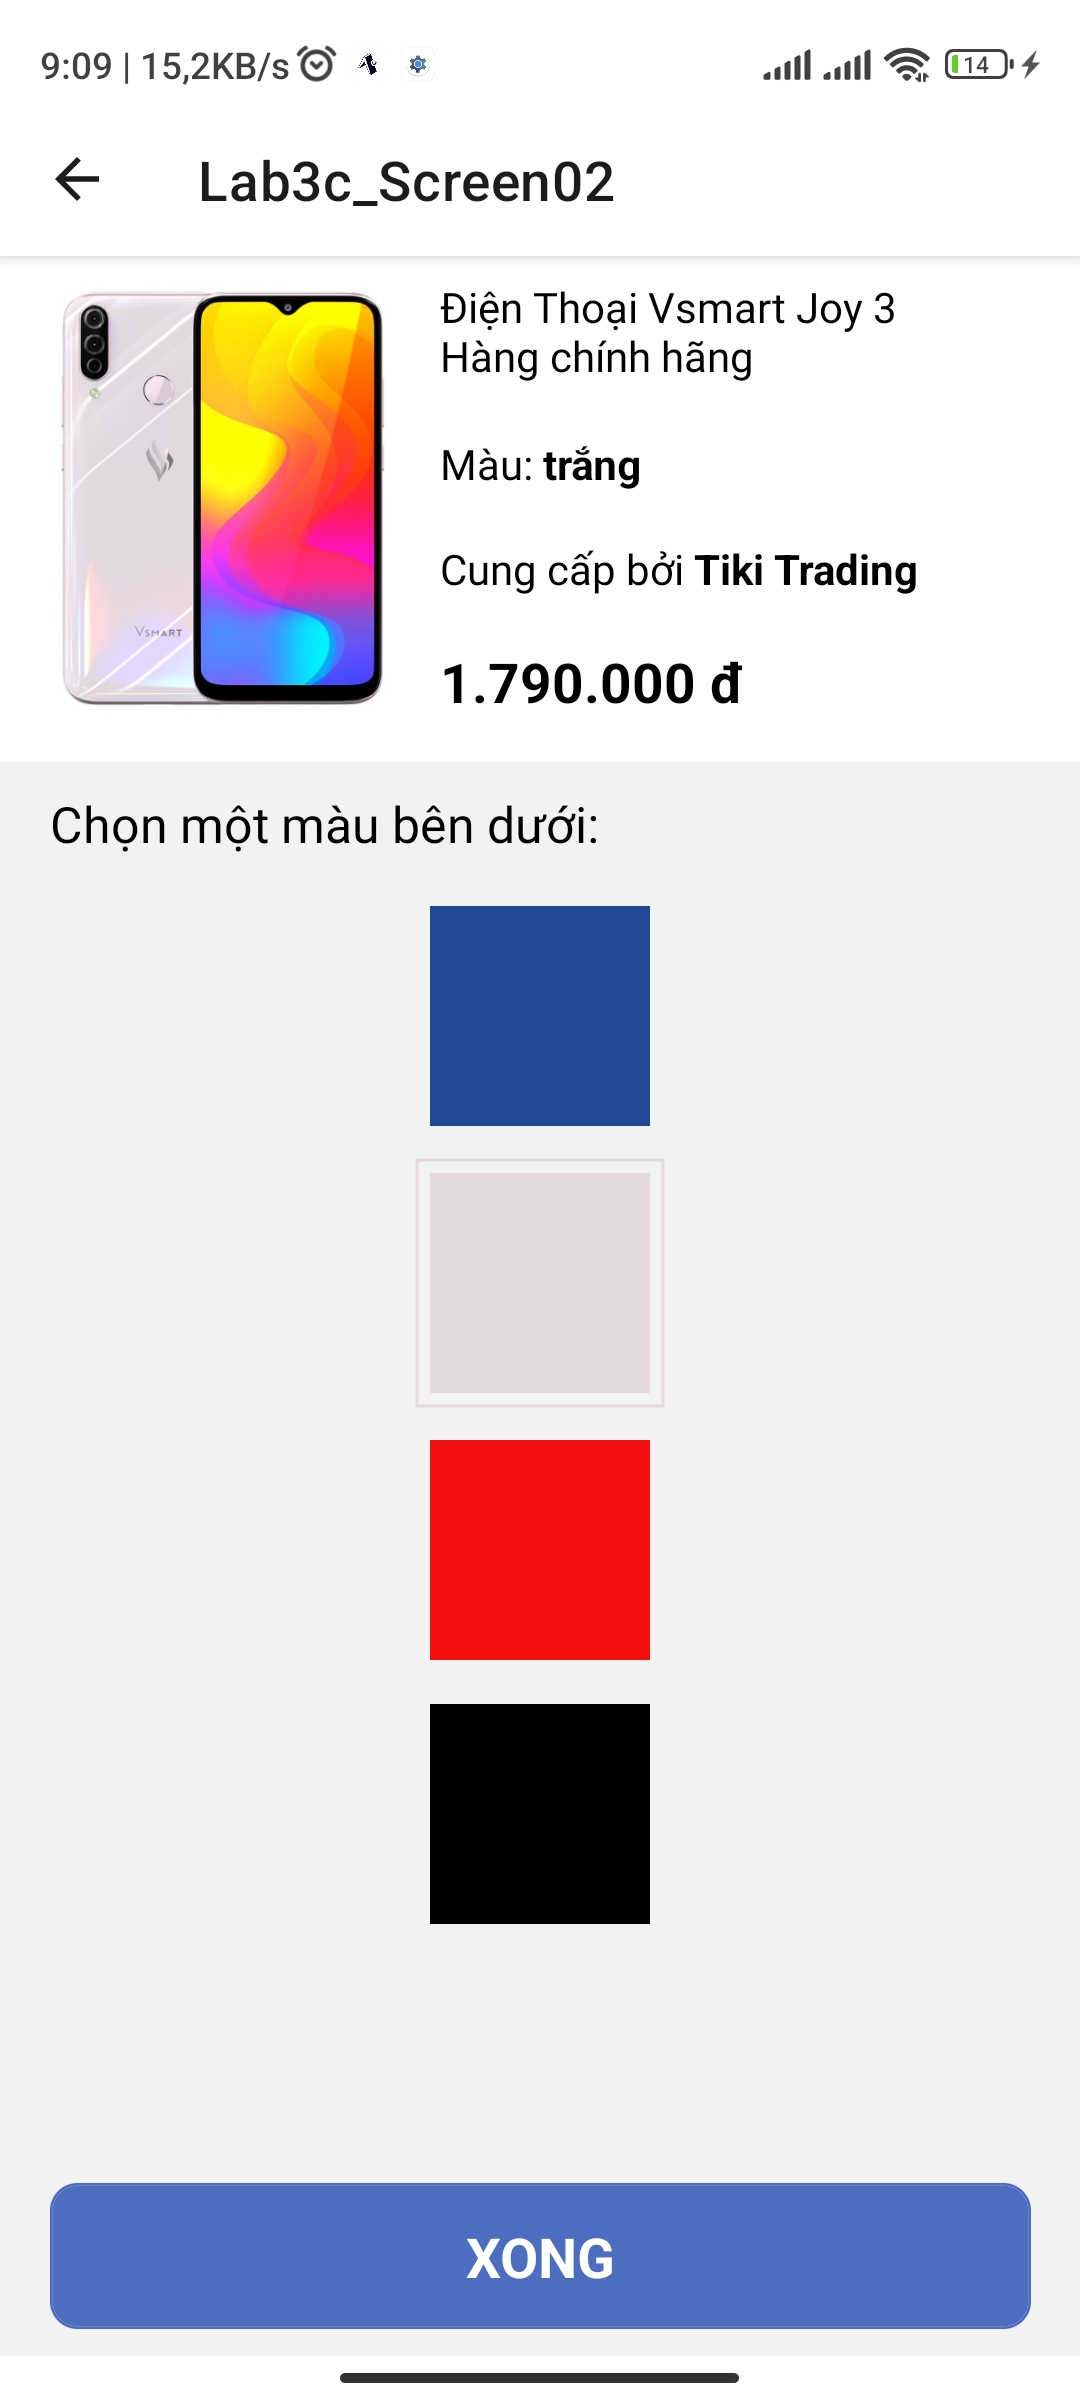 9:09 | 15,2KB/s
14
Lab3c_Screen02
Điện Thoại Vsmart Joy 3
Hàng chính hãng
Màu: trắng
Cung cấp bởi Tiki Trading
VSMART
1.790.000 đ
Chọn một màu bên dưới:
XONG